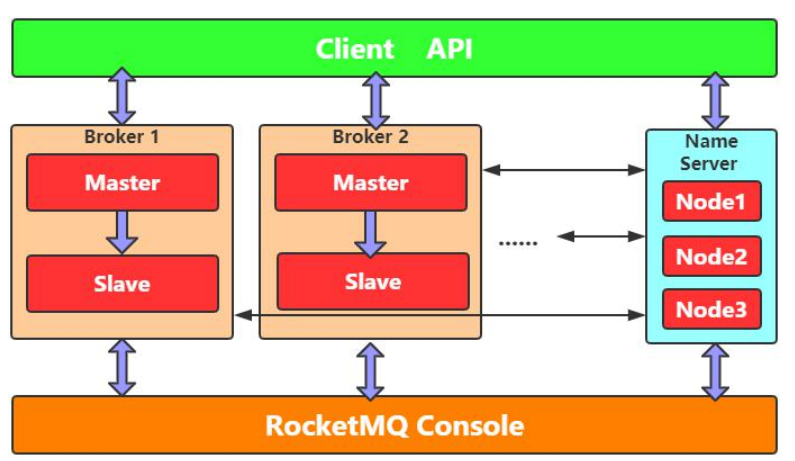 Client API
Broker 1
Master
Slave
Broker 2
Master
Slave
......
Name
Server
Node1
Node2
Node3
RocketMQ Console